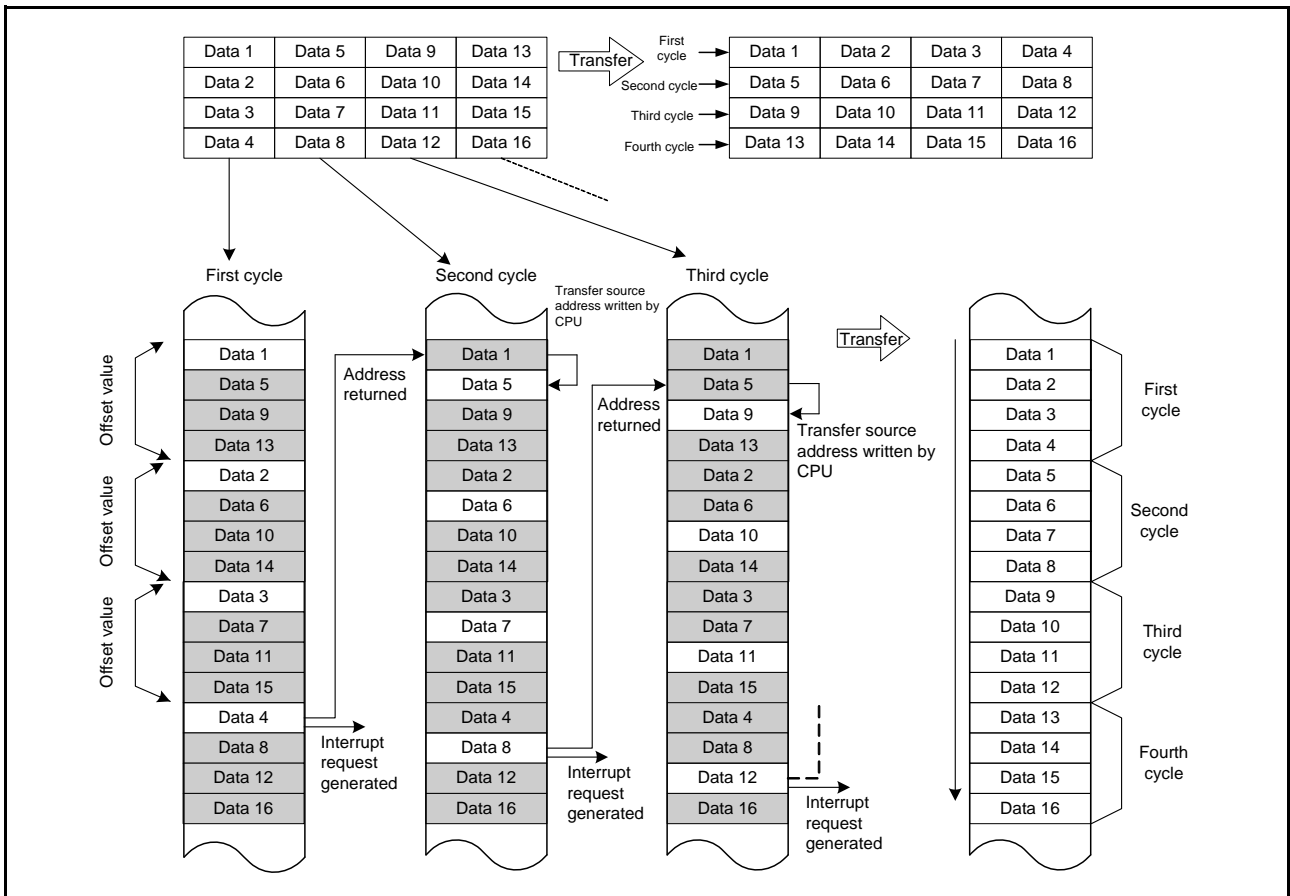 Data 1 Data 5 Data 9 Data 13
Data 2 Data 6 Data 10 Data 14
Data 3 Data 7 Data 11 Data 15
Data 4 Data 8 Data 12 Data 16
Transfer
First
cycle
Data 1 Data 2 Data 3 Data 4
Second cycle
Data 5 Data 6 Data 7 Data 8
Third cycle
Data 9 Data 10 Data 11 Data 12
Fourth cycle
Data 13 Data 14 Data 15 Data 16
First cycle
Offset value
Offset value
Offset value
Data 1
Data 5
Data 9
Data 13
Data 2
Data 6
Data 10
Data 14
Data 3
Data 7
Data 11
Data 15
Data 4
Data 8
Data 12
Data 16
Address
returned
Interrupt
request
generated
Second cycle
Transfer source
address written by
CPU
Data 1
Data 5
Data 9
Data 13
Data 2
Data 6
Data 10
Data 14
Data 3
Data 7
Data 11
Data 15
Data 4
Data 8
Data 12
Data 16
Address
returned
Interrupt
request
generated
Third cycle
Data 1
Data 5
Data 9
Data 13
Data 2
Data 6
Data 10
Data 14
Data 3
Data 7
Data 11
Data 15
Data 4
Data 8
Data 12
Data 16
Transfer source
address written by
CPU
Interrupt
request
generated
Transfer
Data 1
Data 2
Data 3
Data 4
Data 5
Data 6
Data 7
Data 8
Data 9
Data 10
Data 11
Data 12
Data 13
Data 14
Data 15
Data 16
First
cycle
Second
cycle
Third
cycle
Fourth
cycle